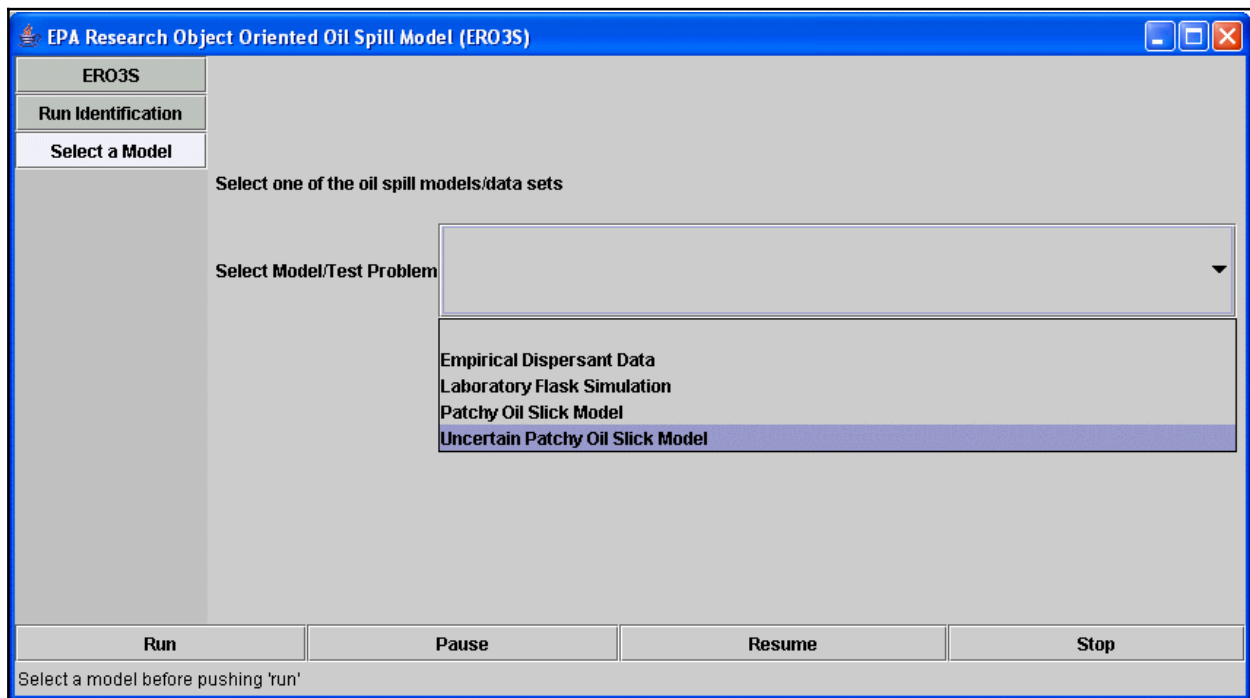 EPA Research Object Oriented Oil Spill Model (ERO3S)
ERO3S
Run Identification
Select a Model
Select one of the oil spill models/data sets
Select Model/Test Problem
Empirical Dispersant Data
Laboratory Flask Simulation
Patchy Oil Slick Model
Uncertain Patchy Oil Slick Model
Run Pause Resume Stop
Select a model before pushing 'run'